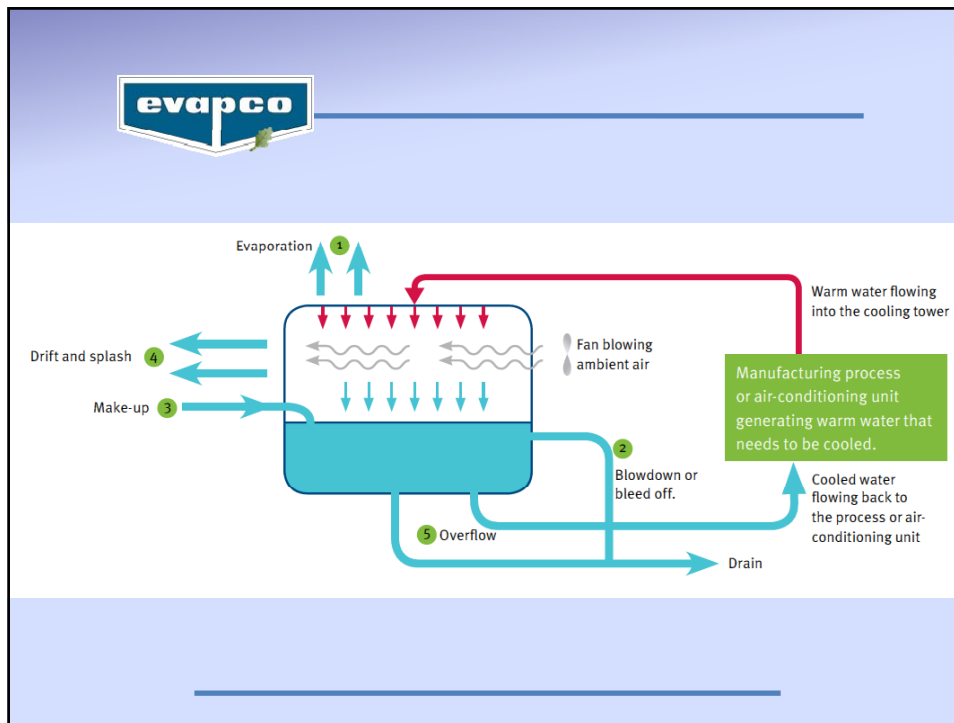 evapco
Evaporation 1
Warm water flowing
into the cooling tower
Drift and splash 4
Fan blowing
ambient air
Manufacturing process
or air-conditioning unit
generating warm water that
needs to be cooled.
Make-up 3
2
Blowdown or
bleed off.
Cooled water
flowing back to
the process or air-
conditioning unit
5 Overflow
Drain